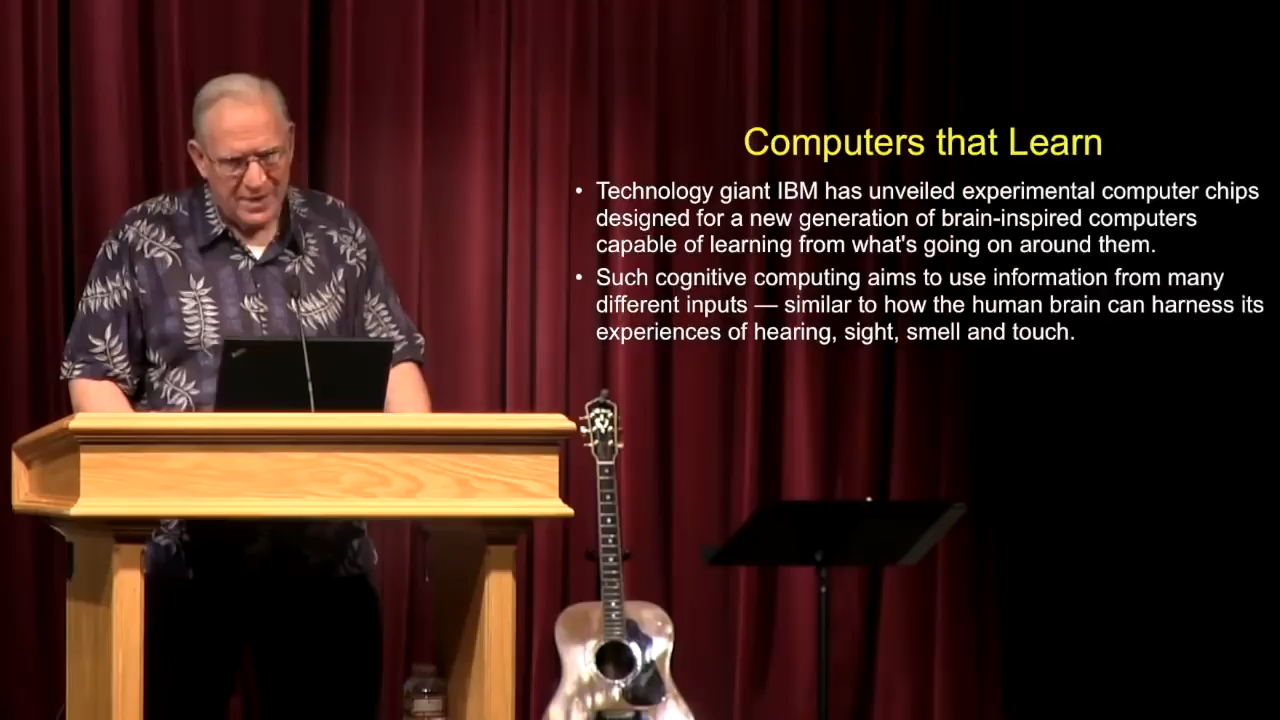 Computers that Learn
• Technology giant IBM has unveiled experimental computer chips
designed for a new generation of brain-inspired computers
capable of learning from what's going on around them.
• Such cognitive computing aims to use information from many
different inputs — similar to how the human brain can harness its
experiences of hearing, sight, smell and touch.